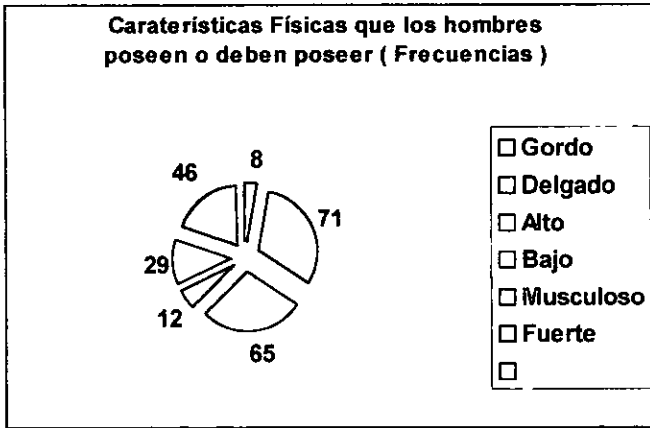 Caraterísticas Físicas que los hombres
poseen o deben poseer ( Frecuencias )
46
8
71
29
12
65
Gordo
Delgado
Alto
Bajo
Musculoso
Fuerte